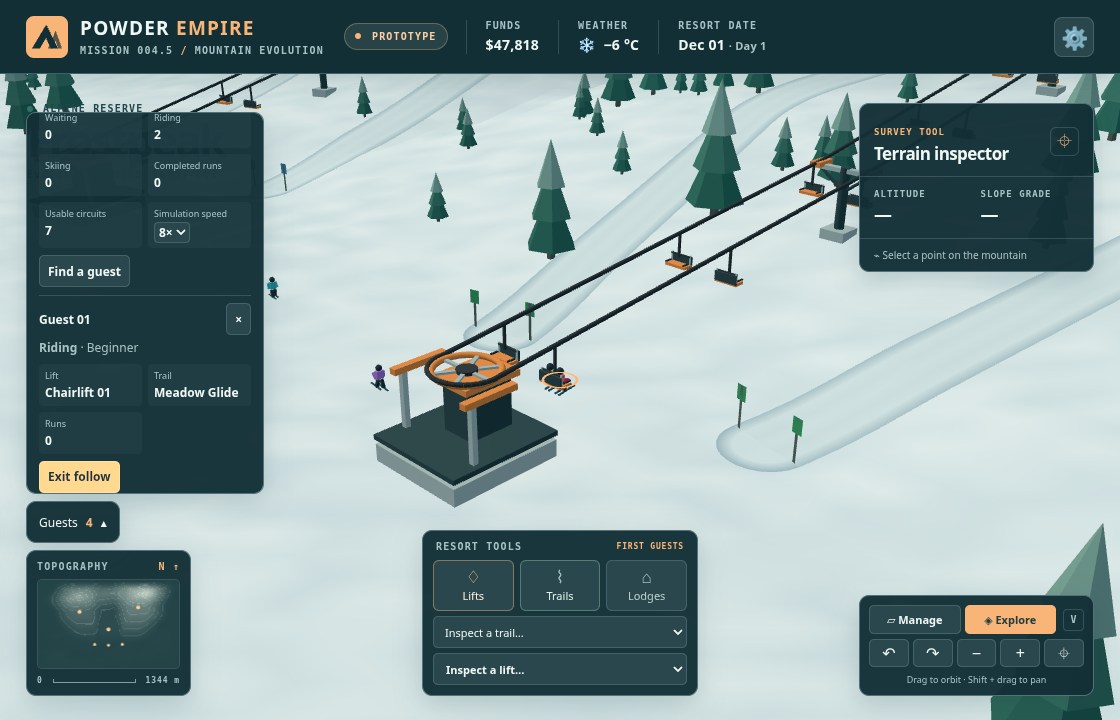 POWDER EMPIRE
MISSION 004.5 / MOUNTAIN EVOLUTION
PROTOTYPE
FUNDS
$47,818
WEATHER
−6 °C
RESORT DATE
Dec 01 · Day 1
RESERVE
Waiting
0
Riding
2
Skiing
0
Completed runs
0
Usable circuits
7
Simulation speed
8×
Find a guest
Guest 01
×
Riding · Beginner
Lift
Chairlift 01
Trail
Meadow Glide
Runs
0
Exit follow
Guests 4 ▲
TOPOGRAPHY N ↑
0 1344 m
RESORT TOOLS FIRST GUESTS
Lifts
Trails
Lodges
Inspect a trail...
Inspect a lift...
SURVEY TOOL
Terrain inspector
ALTITUDE
—
SLOPE GRADE
—
Select a point on the mountain
Manage
Explore
V
− +
Drag to orbit · Shift + drag to pan